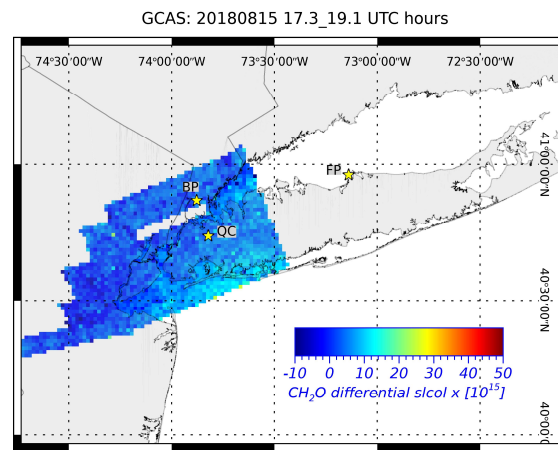 GCAS: 20180815 17.3_19.1 UTC hours
74°30'00"W 74°00'00"W 73°30'00"W 73°00'00"W 72°30'00"W
41°00'00"N
FP
BP
QC
40°30'00"N
-10 0 10 20 30 40 50
CH2O differential slcol x [10^15]
40°00'00"N